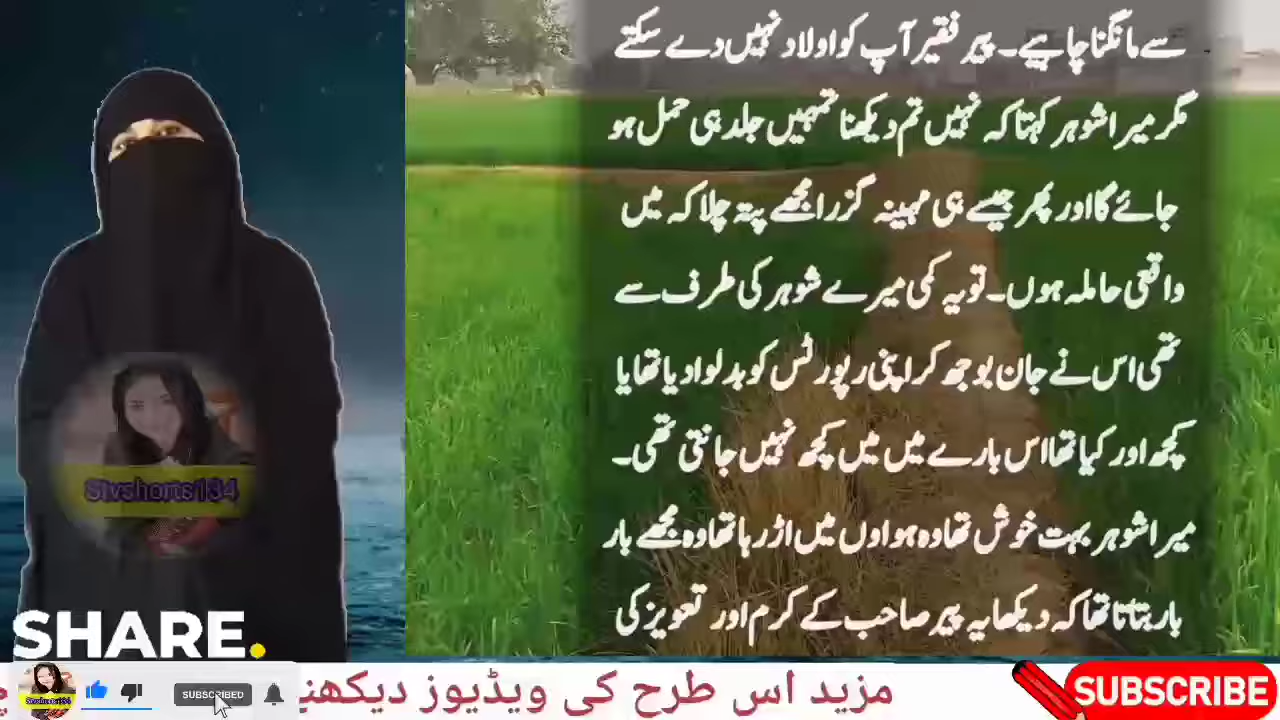 سے مانگنا چاہیے۔ پیر فقیر آپ کو اولاد نہیں دے سکتے
مگر میرا شوہر کہتا کہ نہیں تم دیکھنا تمہیں جلد ہی حمل ہو
جائے گا اور پھر جیسے ہی مہینہ گزرا مجھے پتہ چلا کہ میں
واقعی حاملہ ہوں۔ تو یہ کمی میرے شوہر کی طرف سے
تھی اس نے جان بوجھ کر اپنی رپورٹس کو بدلوا دیا تھا یا
کچھ اور کیا تھا اس بارے میں میں کچھ نہیں جانتی تھی۔
میرا شوہر بہت خوش تھا وہ ہواوں میں اڑ رہا تھا وہ مجھے بار
بار بتاتا تھا کہ دیکھا یہ پیر صاحب کے کرم اور تعویز کی
Stvshorts134
SHARE.
SUBSCRIBED
مزید اس طرح کی ویڈیوز دیکھنے
SUBSCRIBE